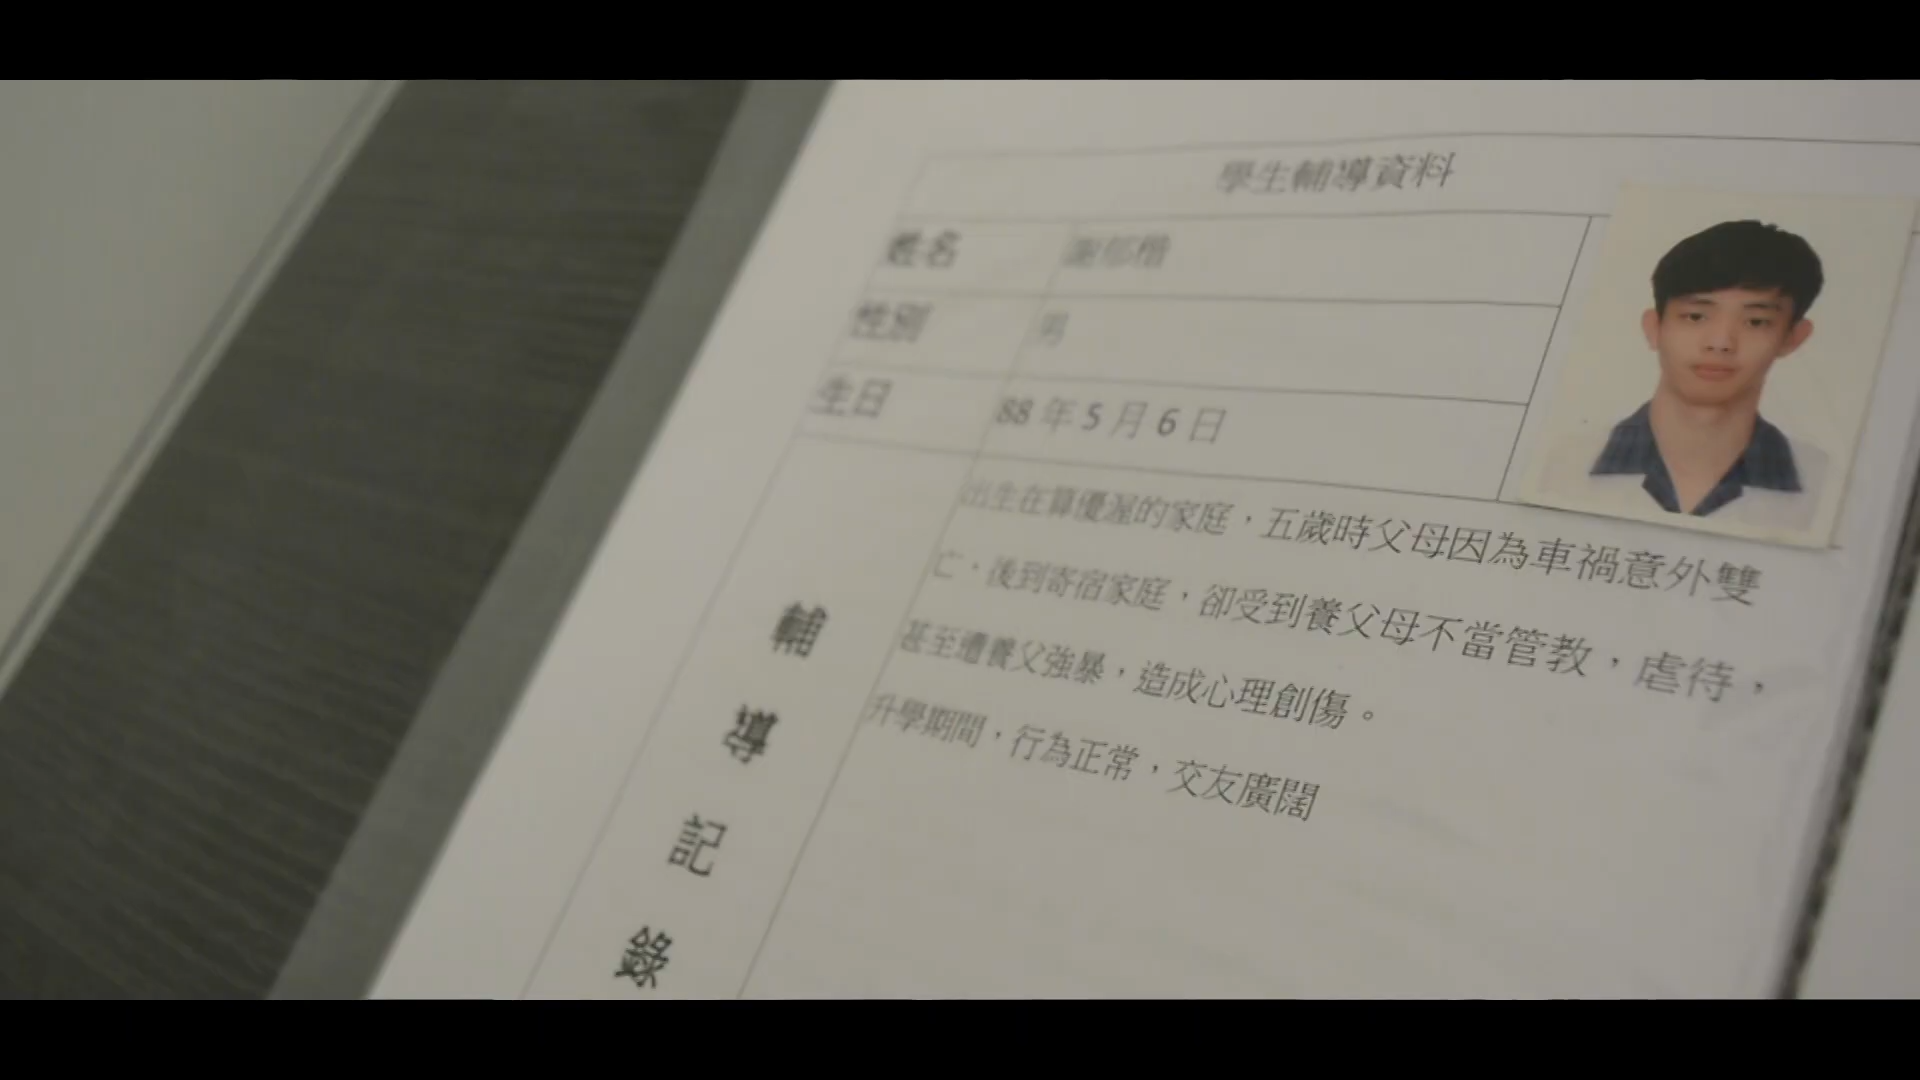 學生輔導資料
姓名 謝郁楷
性別 男
生日 88 年 5 月 6 日
出生在算優渥的家庭，五歲時父母因為車禍意外雙
亡，後到寄宿家庭，卻受到養父母不當管教，虐待，
甚至遭養父強暴，造成心理創傷。
升學期間，行為正常，交友廣闊
輔導記錄